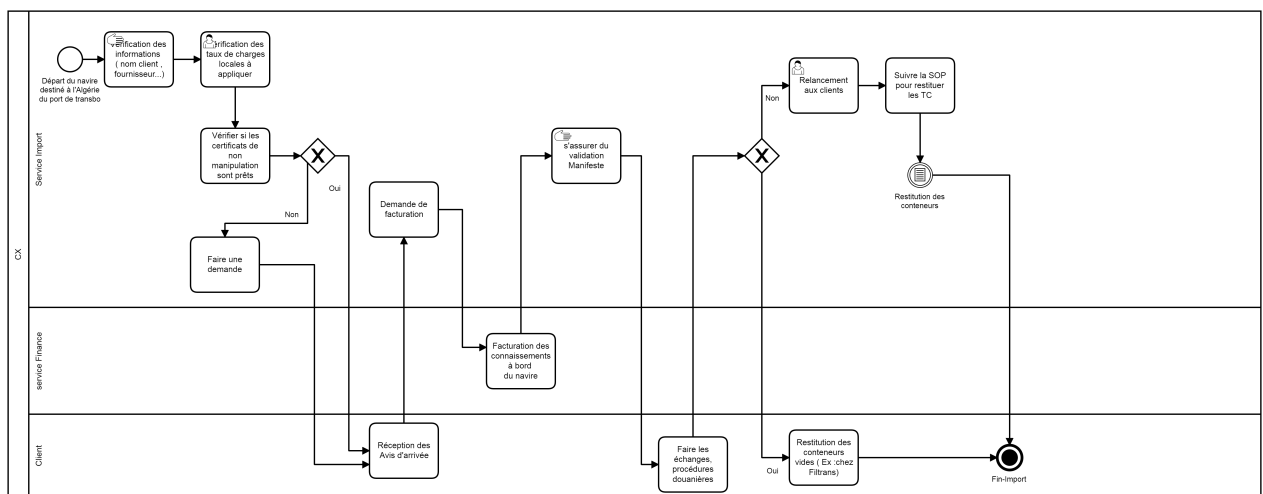 CX
Service Import
service Finance
Client
Départ du navire
destiné à l'Algérie
du port de transbo
Vérification des
informations
( nom client ,
fournisseur...)
Vérification des
taux de charges
locales à
appliquer
Vérifier si les
certificats de
non
manipulation
sont prêts
Oui
Non
Faire une
demande
Demande de
facturation
Facturation des
connaissements
à bord
du navire
Réception des
Avis d'arrivée
s'assurer du
validation
Manifeste
Faire les
échanges,
procédures
douanières
Non
Relancement
aux clients
Suivre la SOP
pour restituer
les TC
Restitution des
conteneurs
Oui
Restitution des
conteneurs
vides ( Ex :chez
Filtrans)
Fin-Import